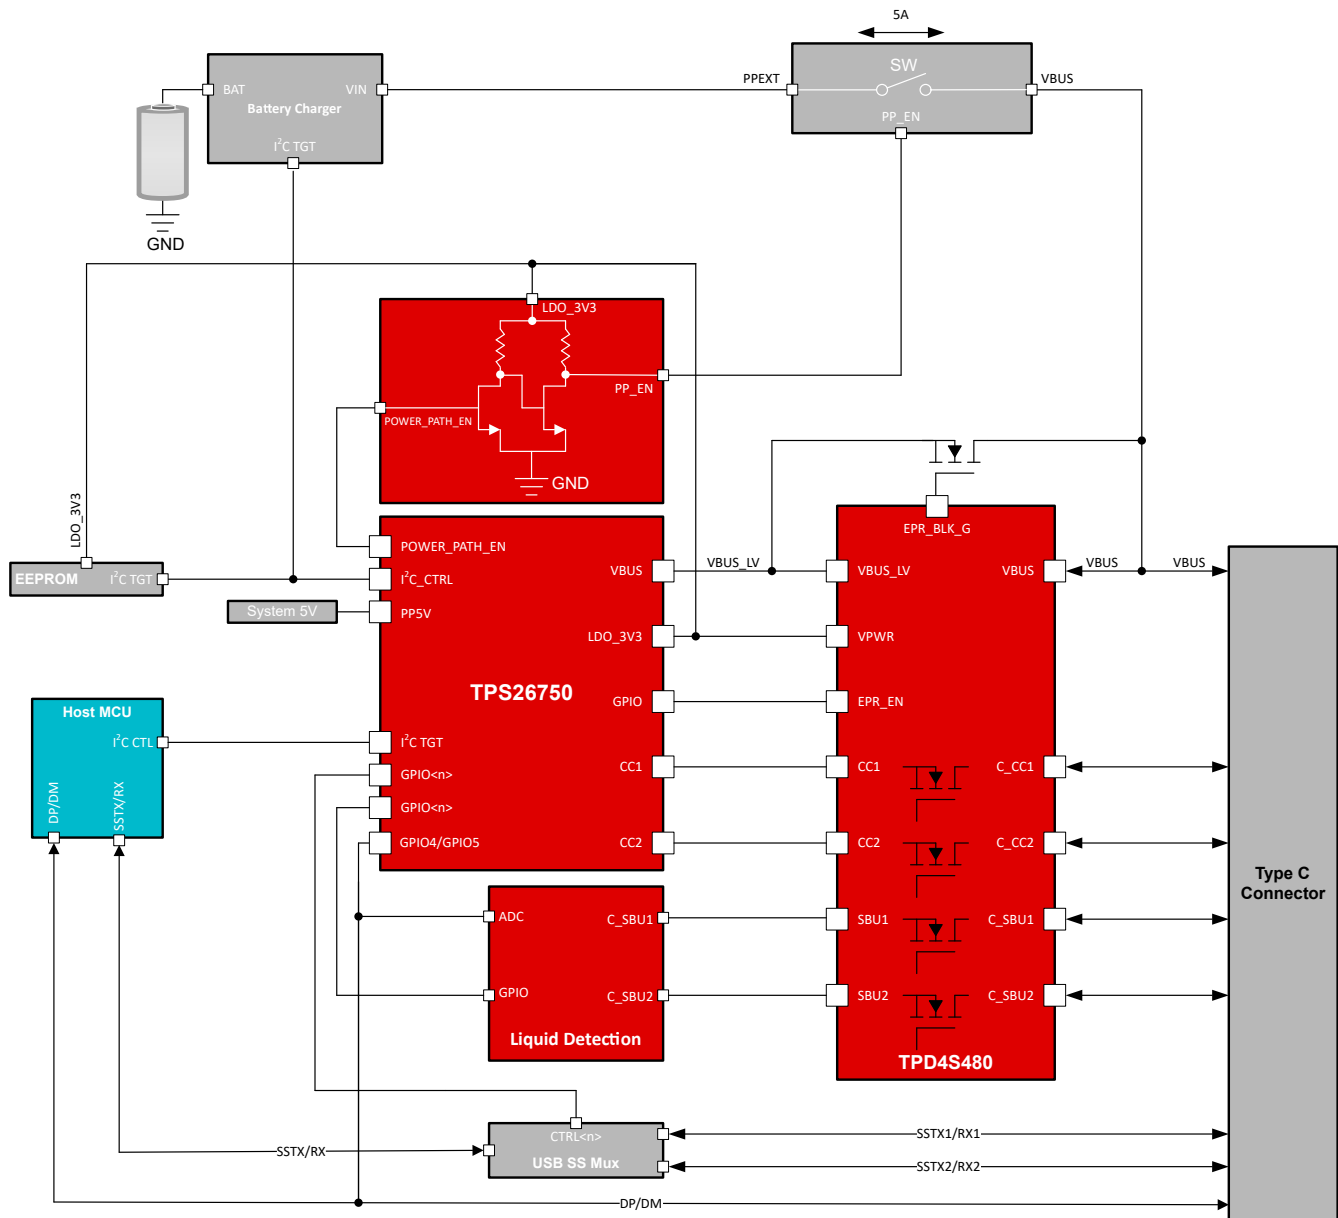 5A
SW
PPEXT
VBUS
PP_EN
BAT
VIN
Battery Charger
I²C TGT
GND
LDO_3V3
PP_EN
POWER_PATH_EN
GND
LDO_3V3
EEPROM
I²C TGT
System 5V
POWER_PATH_EN
I²C_CTRL
PP5V
VBUS
LDO_3V3
TPS26750
GPIO
I²C TGT
GPIO<n>
GPIO<n>
GPIO4/GPIO5
CC1
CC2
VBUS_LV
EPR_BLK_G
VBUS_LV
VBUS
VPWR
EPR_EN
CC1
C_CC1
CC2
C_CC2
SBU1
C_SBU1
SBU2
C_SBU2
TPD4S480
VBUS
VBUS
Type C
Connector
Host MCU
I²C CTL
DP/DM
SSTX/RX
ADC
C_SBU1
GPIO
C_SBU2
Liquid Detection
CTRL<n>
USB SS Mux
SSTX/RX
SSTX1/RX1
SSTX2/RX2
DP/DM